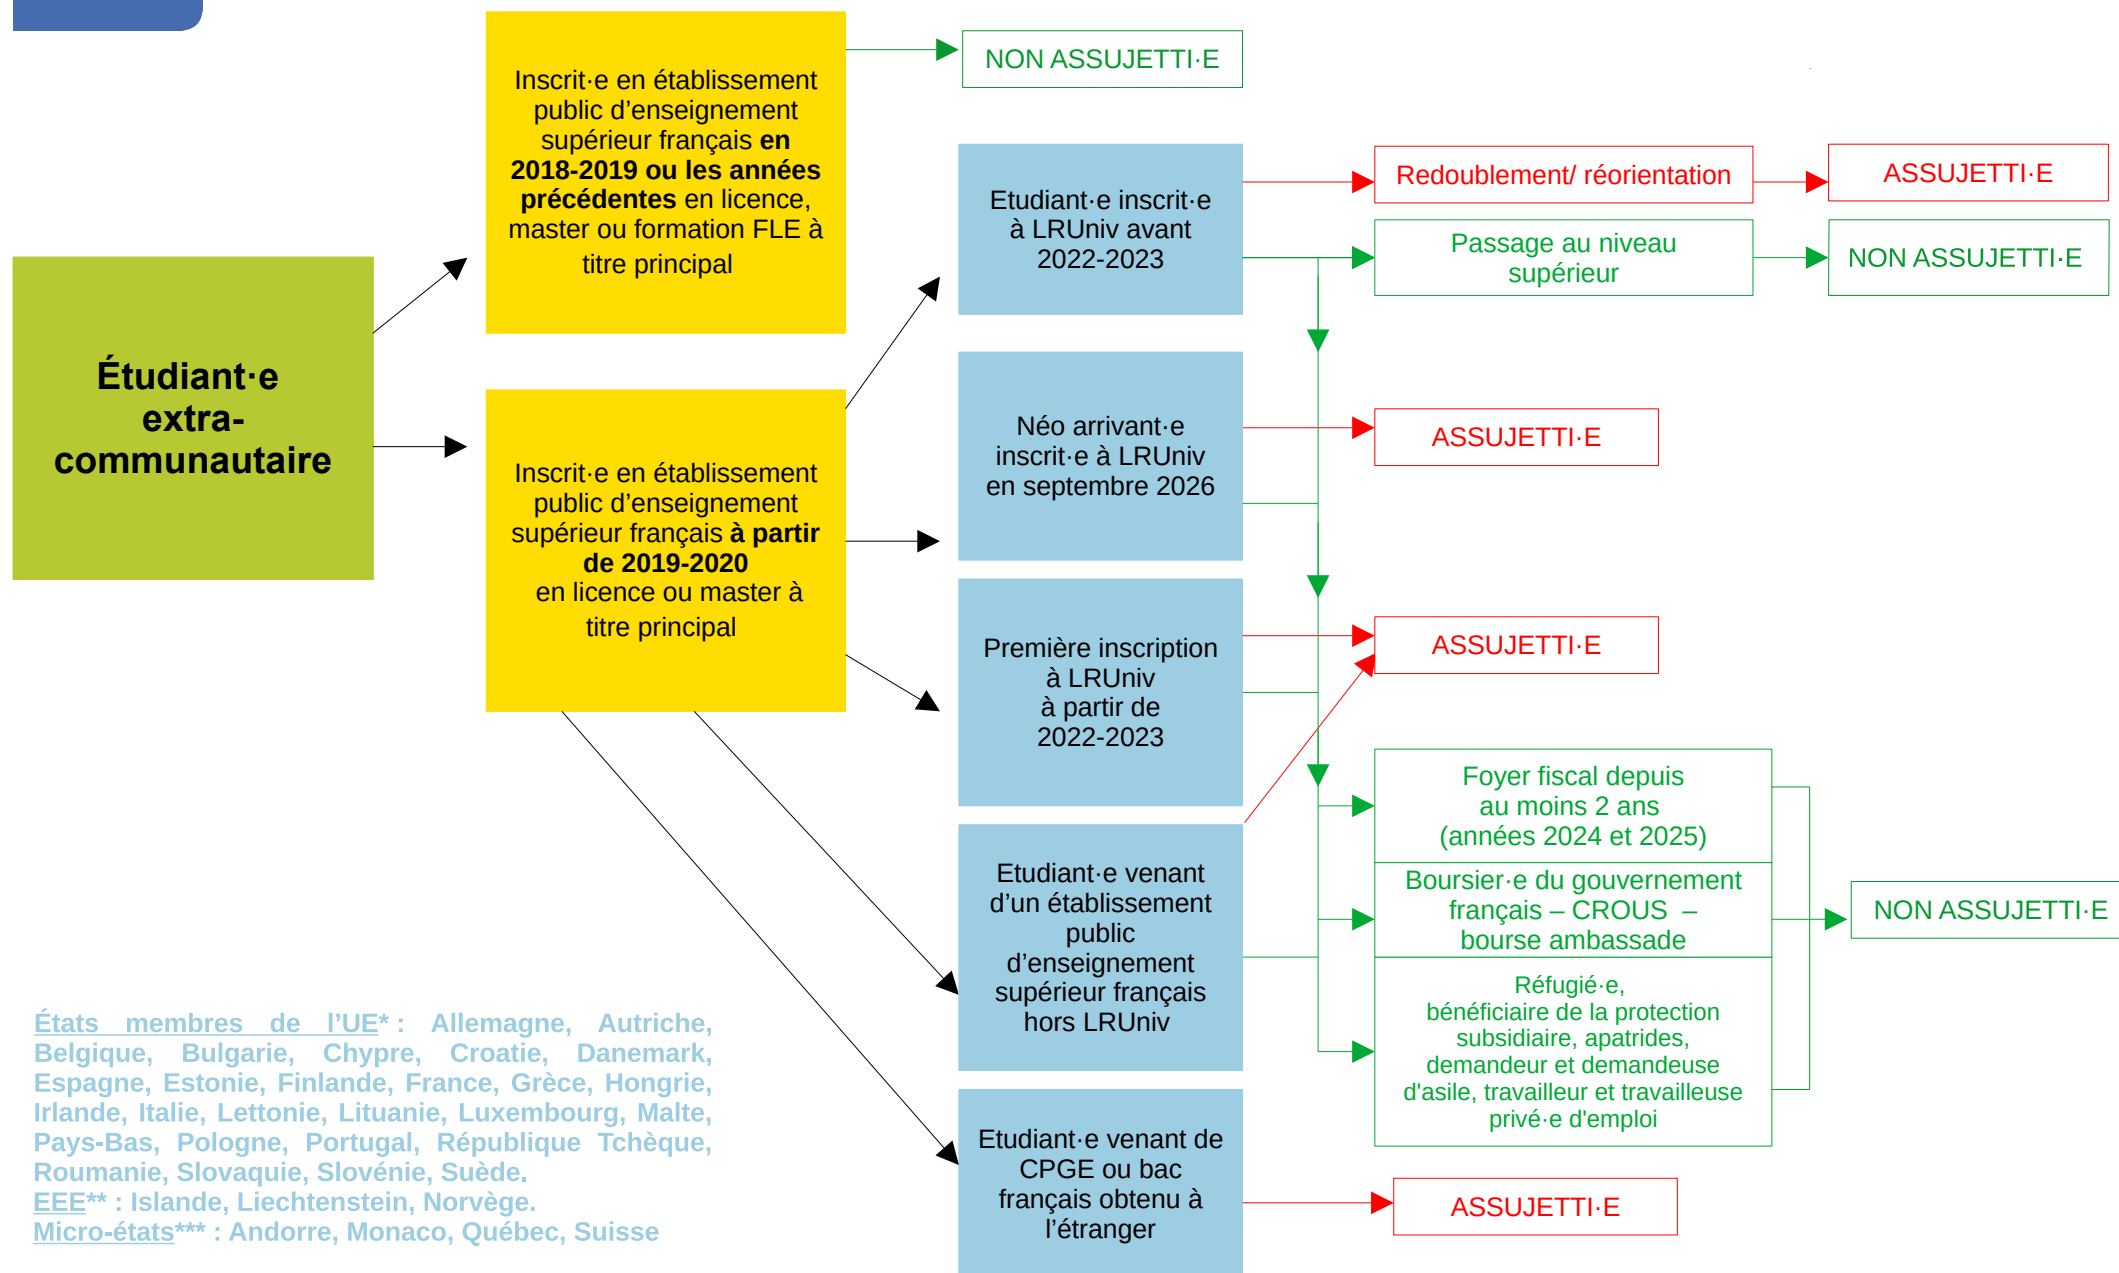 Étudiant·e
extra-
communautaire
Inscrit·e en établissement
public d’enseignement
supérieur français en
2018-2019 ou les années
précédentes en licence,
master ou formation FLE à
titre principal
Inscrit·e en établissement
public d’enseignement
supérieur français à partir
de 2019-2020
en licence ou master à
titre principal
NON ASSUJETTI·E
Etudiant·e inscrit·e
à LRUniv avant
2022-2023
Redoublement/ réorientation
ASSUJETTI·E
Passage au niveau
supérieur
NON ASSUJETTI·E
Néo arrivant·e
inscrit·e à LRUniv
en septembre 2026
ASSUJETTI·E
Première inscription
à LRUniv
à partir de
2022-2023
ASSUJETTI·E
Etudiant·e venant
d’un établissement
public
d’enseignement
supérieur français
hors LRUniv
Foyer fiscal depuis
au moins 2 ans
(années 2024 et 2025)
Boursier·e du gouvernement
français – CROUS –
bourse ambassade
Réfugié·e,
bénéficiaire de la protection
subsidiaire, apatrides,
demandeur et demandeuse
d'asile, travailleur et travailleuse
privé·e d'emploi
NON ASSUJETTI·E
Etudiant·e venant de
CPGE ou bac
français obtenu à
l’étranger
ASSUJETTI·E
États membres de l’UE* : Allemagne, Autriche,
Belgique, Bulgarie, Chypre, Croatie, Danemark,
Espagne, Estonie, Finlande, France, Grèce, Hongrie,
Irlande, Italie, Lettonie, Lituanie, Luxembourg, Malte,
Pays-Bas, Pologne, Portugal, République Tchèque,
Roumanie, Slovaquie, Slovénie, Suède.
EEE** : Islande, Liechtenstein, Norvège.
Micro-états*** : Andorre, Monaco, Québec, Suisse